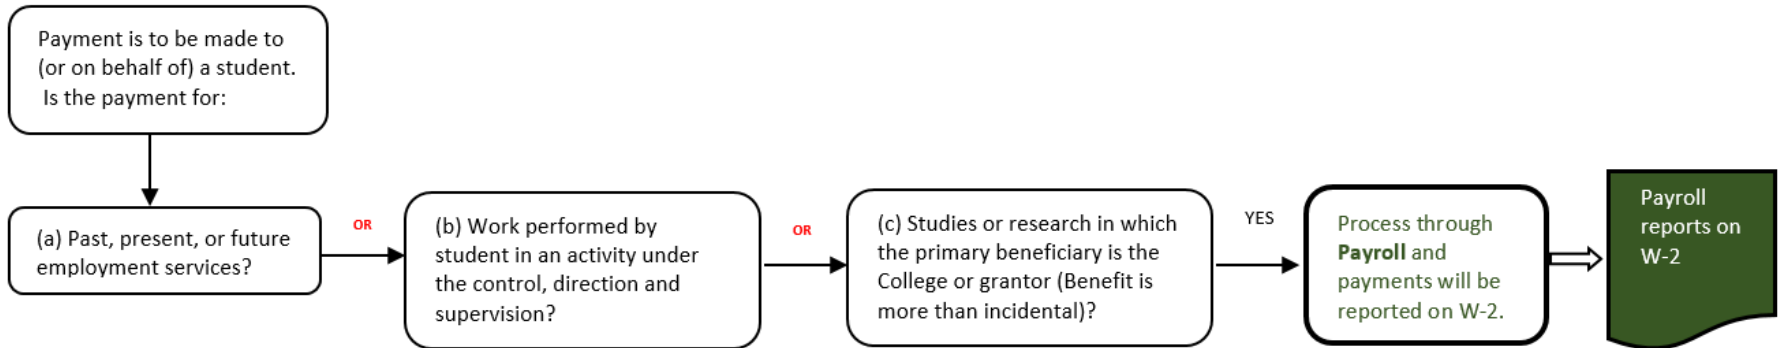 Payment is to be made to
(or on behalf of) a student.
Is the payment for:
(a) Past, present, or future
employment services?
OR
(b) Work performed by
student in an activity under
the control, direction and
supervision?
OR
(c) Studies or research in which
the primary beneficiary is the
College or grantor (Benefit is
more than incidental)?
YES
Process through
Payroll and
payments will be
reported on W-2.
Payroll
reports on
W-2